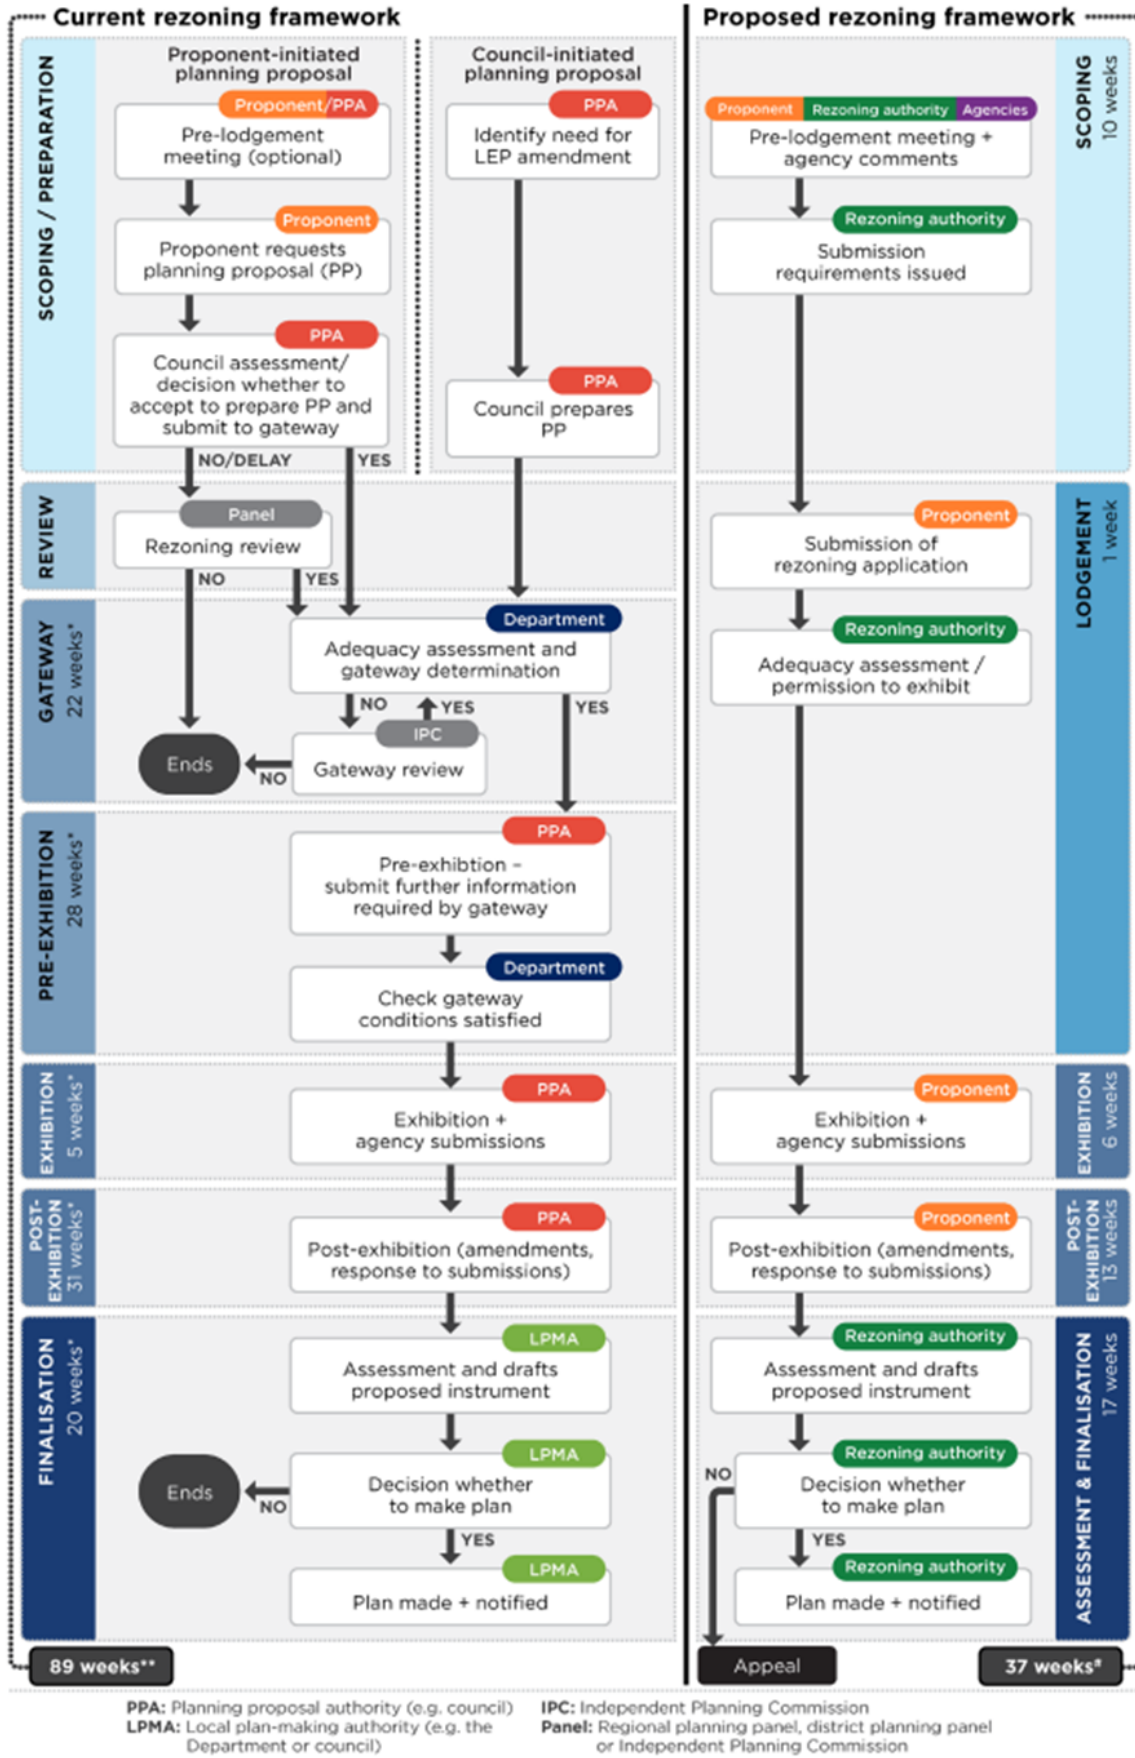 Current rezoning framework
Proponent-initiated
planning proposal
Council-initiated
planning proposal
SCOPING / PREPARATION
Proponent/PPA
Pre-lodgement
meeting (optional)
Proponent
Proponent requests
planning proposal (PP)
PPA
Council assessment/
decision whether to
accept to prepare PP and
submit to gateway
NO/DELAY
YES
PPA
Identify need for
LEP amendment
PPA
Council prepares
PP
REVIEW
Panel
Rezoning review
NO
YES
GATEWAY
22 weeks*
Department
Adequacy assessment and
gateway determination
NO
YES
YES
IPC
Gateway review
NO
Ends
PRE-EXHIBITION
28 weeks*
PPA
Pre-exhibtion –
submit further information
required by gateway
Department
Check gateway
conditions satisfied
EXHIBITION
5 weeks*
PPA
Exhibition +
agency submissions
POST-
EXHIBITION
31 weeks*
PPA
Post-exhibition (amendments,
response to submissions)
FINALISATION
20 weeks*
LPMA
Assessment and drafts
proposed instrument
LPMA
Decision whether
to make plan
NO
Ends
YES
LPMA
Plan made + notified
89 weeks**
Proposed rezoning framework
SCOPING
10 weeks
Proponent Rezoning authority Agencies
Pre-lodgement meeting +
agency comments
Rezoning authority
Submission
requirements issued
LODGEMENT
1 week
Proponent
Submission of
rezoning application
Rezoning authority
Adequacy assessment /
permission to exhibit
EXHIBITION
6 weeks
Proponent
Exhibition +
agency submissions
POST-
EXHIBITION
13 weeks
Proponent
Post-exhibition (amendments,
response to submissions)
ASSESSMENT & FINALISATION
17 weeks
Rezoning authority
Assessment and drafts
proposed instrument
Rezoning authority
Decision whether
to make plan
NO
YES
Rezoning authority
Plan made + notified
Appeal
37 weeks#
PPA: Planning proposal authority (e.g. council)
LPMA: Local plan-making authority (e.g. the
Department or council)
IPC: Independent Planning Commission
Panel: Regional planning panel, district planning panel
or Independent Planning Commission